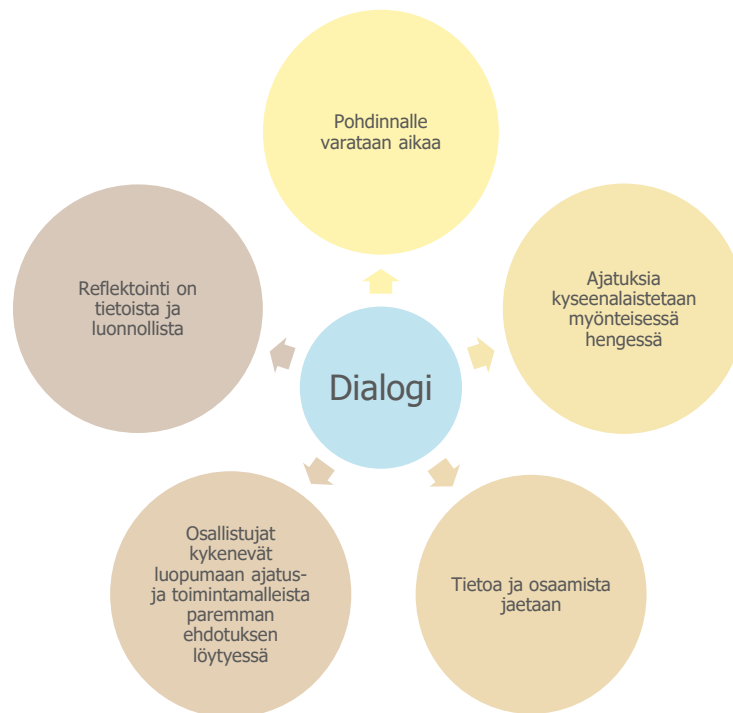 Pohdinnalle
varataan aikaa
Ajatuksia
kyseenalaistetaan
myönteisessä
hengessä
Reflektointi on
tietoista ja
luonnollista
Dialogi
Osallistujat
kykenevät
luopumaan ajatus-
ja toimintamalleista
paremman
ehdotuksen
löytyessä
Tietoa ja osaamista
jaetaan